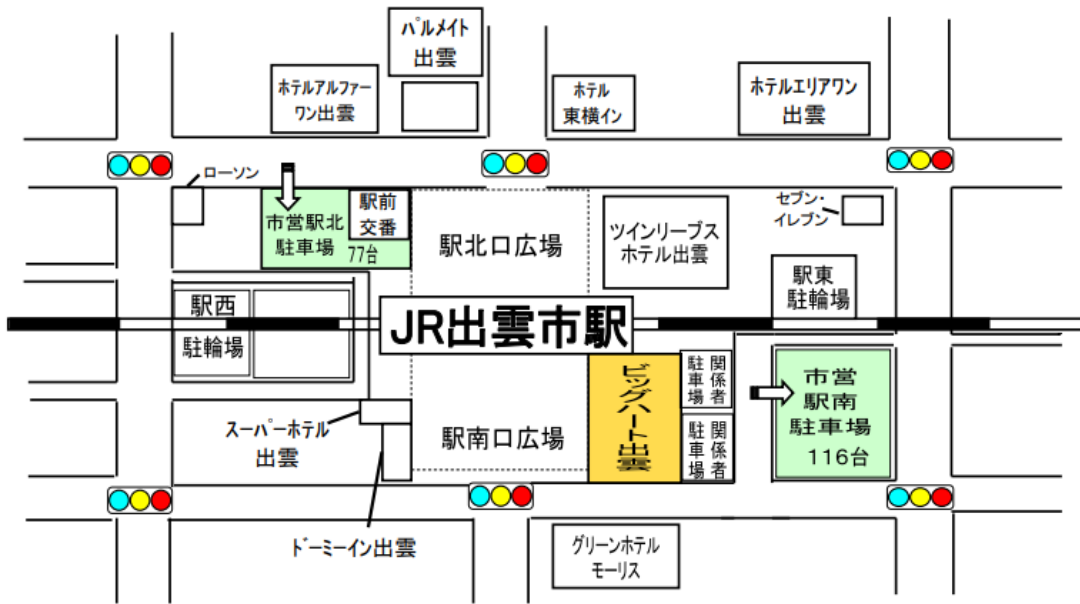 パルメイト
出雲
ホテルアルファー
ワン出雲
ホテル
東横イン
ホテルエリアワン
出雲
ローソン
市営駅北
駐車場
77台
駅前
交番
駅北口広場
ツインリーブス
ホテル出雲
セブン・
イレブン
駅東
駐輪場
駅西
駐輪場
JR出雲市駅
ビッグハート出雲
関係者
駐車場
関係者
駐車場
市営
駅南
駐車場
116台
スーパーホテル
出雲
駅南口広場
ドーミーイン出雲
グリーンホテル
モーリス